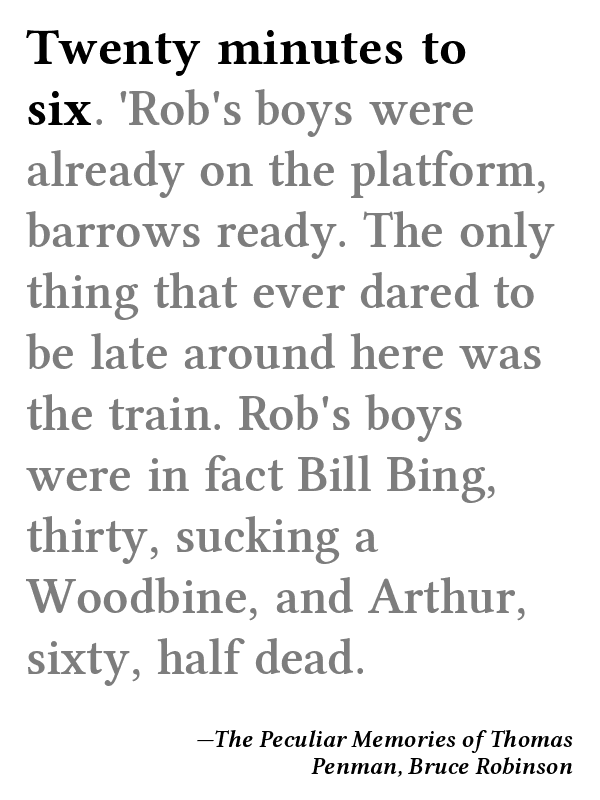 Twenty minutes to
six. 'Rob's boys were
already on the platform,
barrows ready. The only
thing that ever dared to
be late around here was
the train. Rob's boys
were in fact Bill Bing,
thirty, sucking a
Woodbine, and Arthur,
sixty, half dead.
—The Peculiar Memories of Thomas
Penman, Bruce Robinson